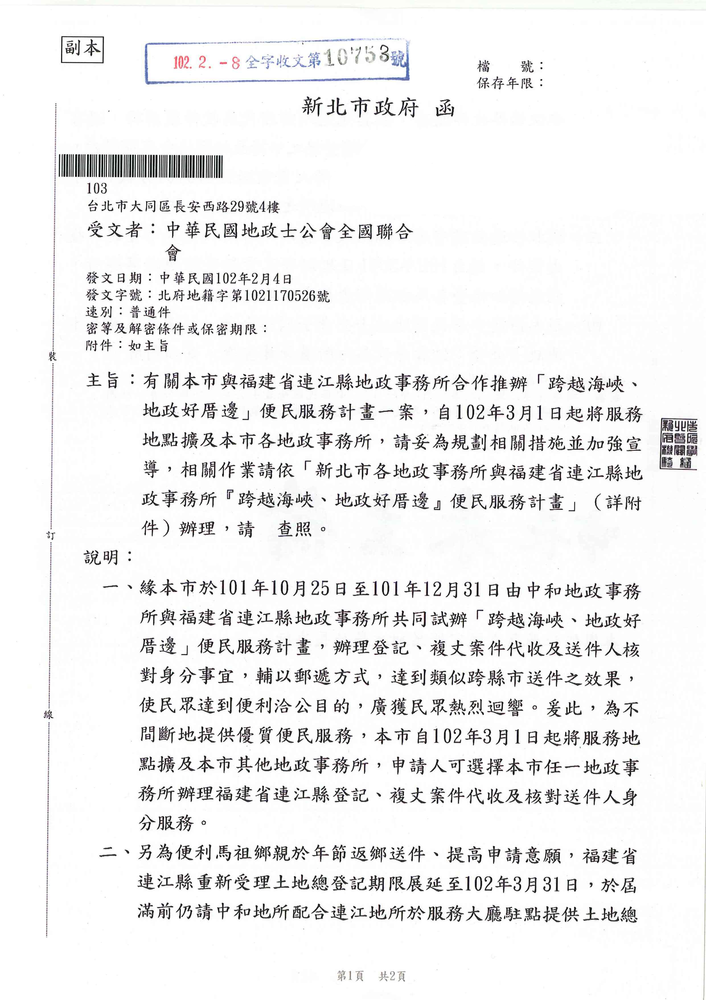 副本
102. 2. -8 全字收文第10753號
檔　　號：
保存年限：
新北市政府 函
103
台北市大同區長安西路29號4樓
受文者：中華民國地政士公會全國聯合
會
發文日期：中華民國102年2月4日
發文字號：北府地籍字第1021170526號
速別：普通件
密等及解密條件或保密期限：
附件：如主旨
主旨：有關本市與福建省連江縣地政事務所合作推辦「跨越海峽、
地政好厝邊」便民服務計畫一案，自102年3月1日起將服務
地點擴及本市各地政事務所，請妥為規劃相關措施並加強宣
導，相關作業請依「新北市各地政事務所與福建省連江縣地
政事務所『跨越海峽、地政好厝邊』便民服務計畫」（詳附
件）辦理，請　查照。
說明：
一、緣本市於101年10月25日至101年12月31日由中和地政事務
所與福建省連江縣地政事務所共同試辦「跨越海峽、地政好
厝邊」便民服務計畫，辦理登記、複丈案件代收及送件人核
對身分事宜，輔以郵遞方式，達到類似跨縣市送件之效果，
使民眾達到便利洽公目的，廣獲民眾熱烈迴響。爰此，為不
間斷地提供優質便民服務，本市自102年3月1日起將服務地
點擴及本市其他地政事務所，申請人可選擇本市任一地政事
務所辦理福建省連江縣登記、複丈案件代收及核對送件人身
分服務。
二、另為便利馬祖鄉親於年節返鄉送件、提高申請意願，福建省
連江縣重新受理土地總登記期限展延至102年3月31日，於屆
滿前仍請中和地所配合連江地所於服務大廳駐點提供土地總
裝
訂
線
第1頁　共2頁